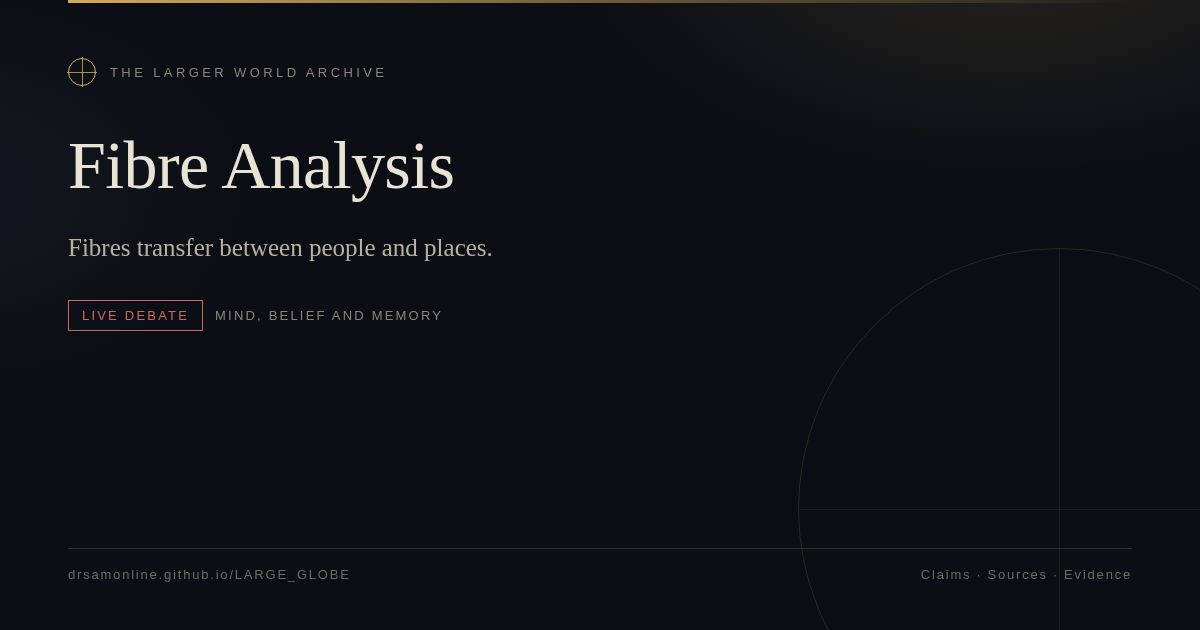 THE LARGER WORLD ARCHIVE
Fibre Analysis
Fibres transfer between people and places.
LIVE DEBATE MIND, BELIEF AND MEMORY
drsamonline.github.io/LARGE_GLOBE Claims · Sources · Evidence